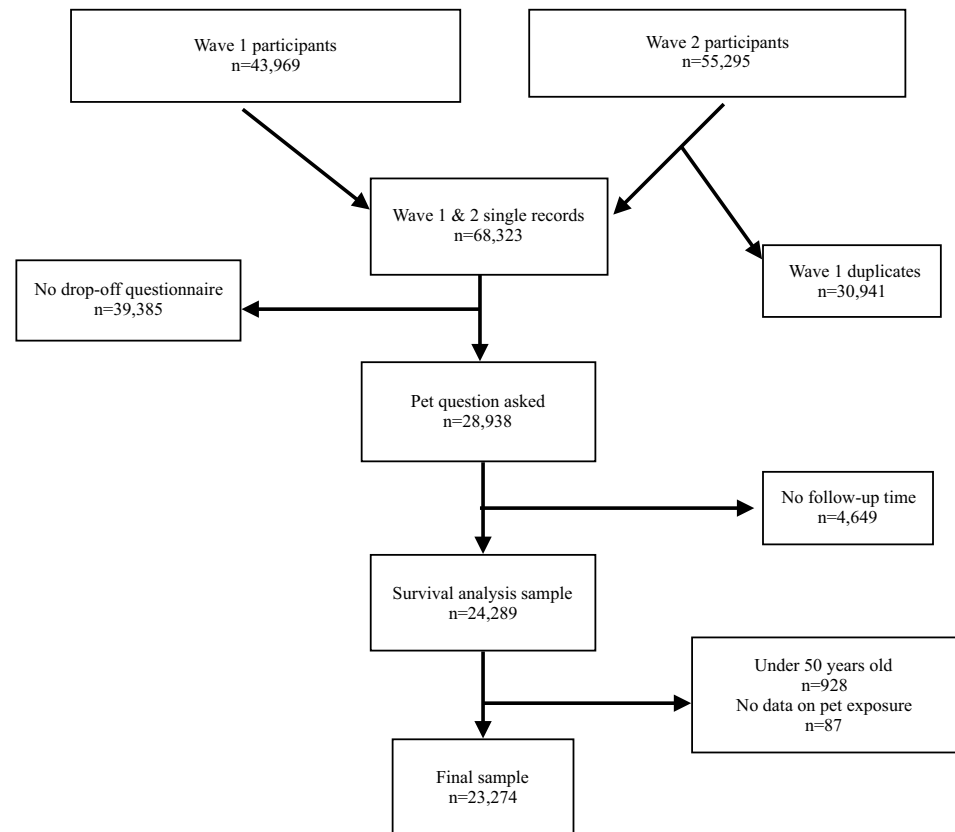 Wave 1 participants
n=43,969
Wave 2 participants
n=55,295
Wave 1 & 2 single records
n=68,323
Wave 1 duplicates
n=30,941
No drop-off questionnaire
n=39,385
Pet question asked
n=28,938
No follow-up time
n=4,649
Survival analysis sample
n=24,289
Under 50 years old
n=928
No data on pet exposure
n=87
Final sample
n=23,274